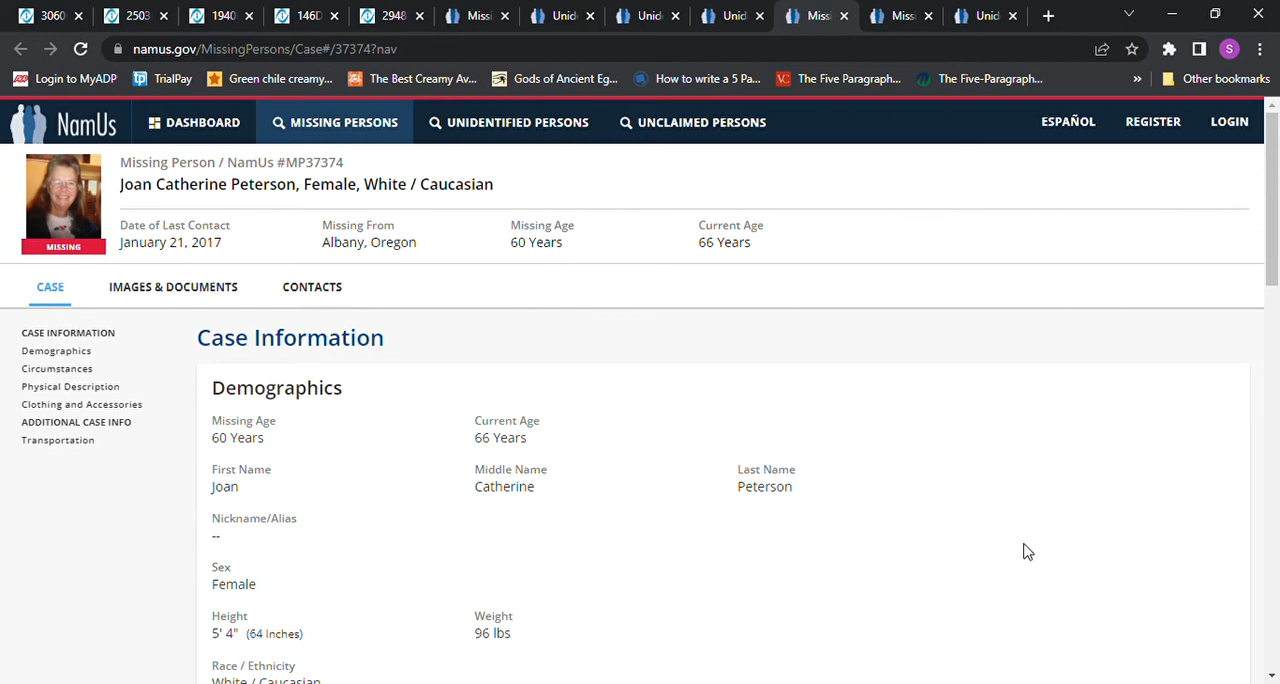 3060 2503 1940 146D 2948 Missi Unid Unid Unid Missi Missi Unid
namus.gov/MissingPersons/Case#/37374?nav S
Login to MyADP TrialPay Green chile creamy... The Best Creamy Av... Gods of Ancient Eg... How to write a 5 Pa... The Five Paragraph... The Five-Paragraph... » Other bookmarks
NamUs DASHBOARD MISSING PERSONS UNIDENTIFIED PERSONS UNCLAIMED PERSONS ESPAÑOL REGISTER LOGIN
Missing Person / NamUs #MP37374
Joan Catherine Peterson, Female, White / Caucasian
Date of Last Contact Missing From Missing Age Current Age
January 21, 2017 Albany, Oregon 60 Years 66 Years
MISSING
CASE IMAGES & DOCUMENTS CONTACTS
CASE INFORMATION
Demographics
Circumstances
Physical Description
Clothing and Accessories
ADDITIONAL CASE INFO
Transportation
Case Information
Demographics
Missing Age Current Age
60 Years 66 Years
First Name Middle Name Last Name
Joan Catherine Peterson
Nickname/Alias
--
Sex
Female
Height Weight
5' 4" (64 Inches) 96 lbs
Race / Ethnicity
White / Caucasian